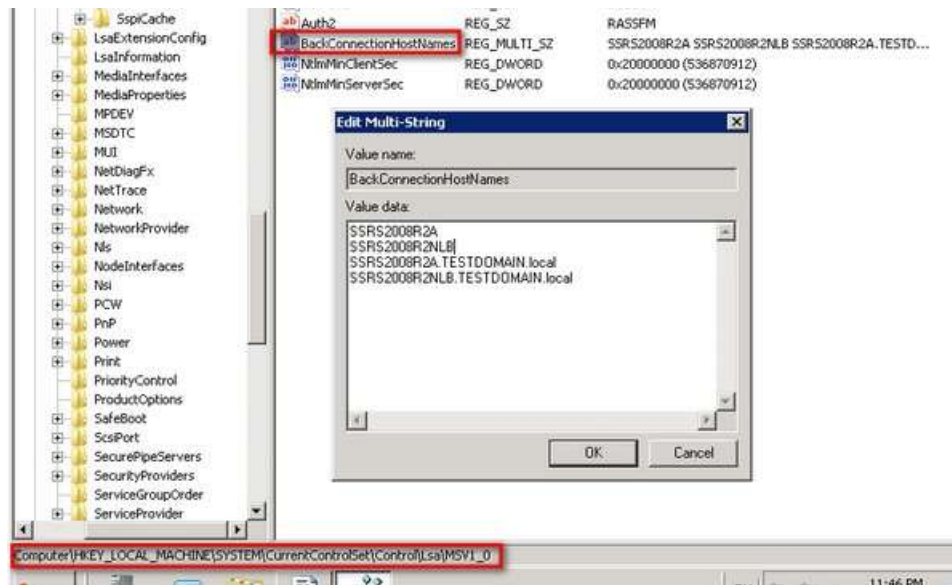 SspiCache
LsaExtensionConfig
LsaInformation
MediaInterfaces
MediaProperties
MPDEV
MSDTC
MUI
NetDiagFx
NetTrace
Network
NetworkProvider
Nls
NodeInterfaces
Nsi
PCW
PnP
Power
Print
PriorityControl
ProductOptions
SafeBoot
ScsiPort
SecurePipeServers
SecurityProviders
ServiceGroupOrder
ServiceProvider
Auth2 REG_SZ RASSFM
BackConnectionHostNames REG_MULTI_SZ SSRS2008R2A SSRS2008R2NLB SSRS2008R2A.TESTD...
NtlmMinClientSec REG_DWORD 0x20000000 (536870912)
NtlmMinServerSec REG_DWORD 0x20000000 (536870912)
Edit Multi-String
Value name:
BackConnectionHostNames
Value data:
SSRS2008R2A
SSRS2008R2NLB
SSRS2008R2A.TESTDOMAIN.local
SSRS2008R2NLB.TESTDOMAIN.local
OK Cancel
Computer\HKEY_LOCAL_MACHINE\SYSTEM\CurrentControlSet\Control\Lsa\MSV1_0
11:46 PM